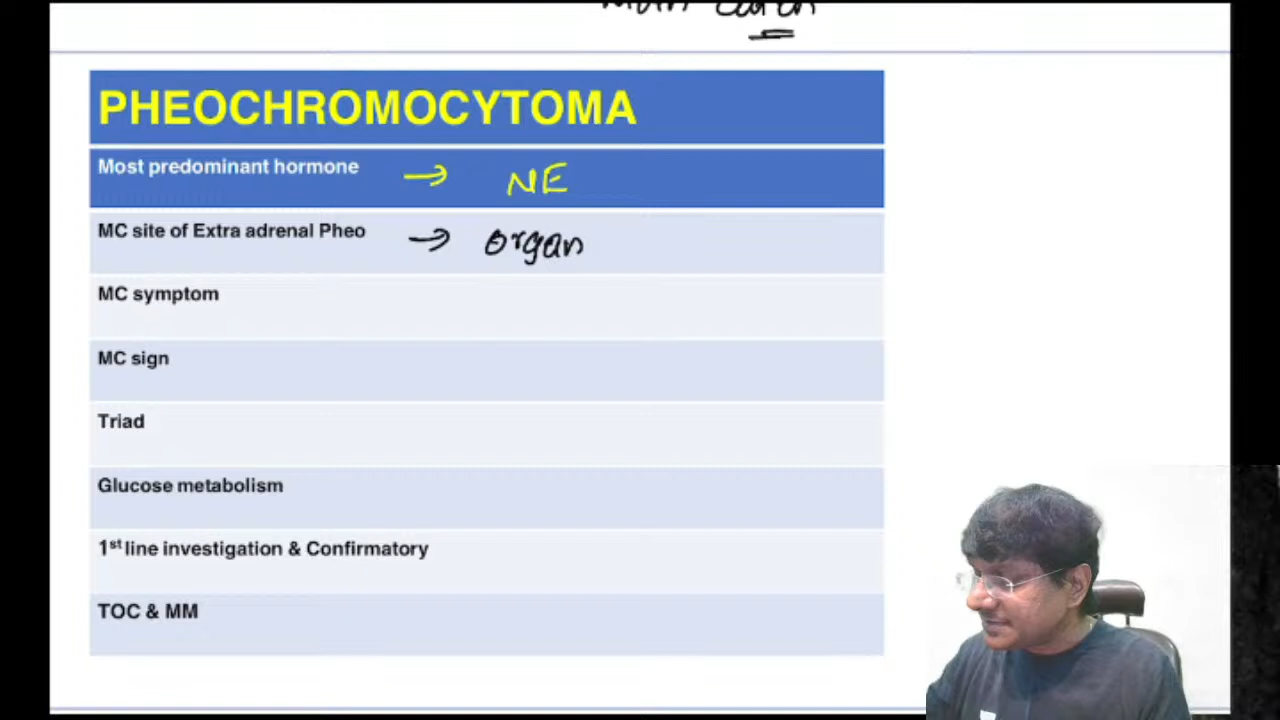 PHEOCHROMOCYTOMA
Most predominant hormone → NE
MC site of Extra adrenal Pheo → organ
MC symptom
MC sign
Triad
Glucose metabolism
1st line investigation & Confirmatory
TOC & MM